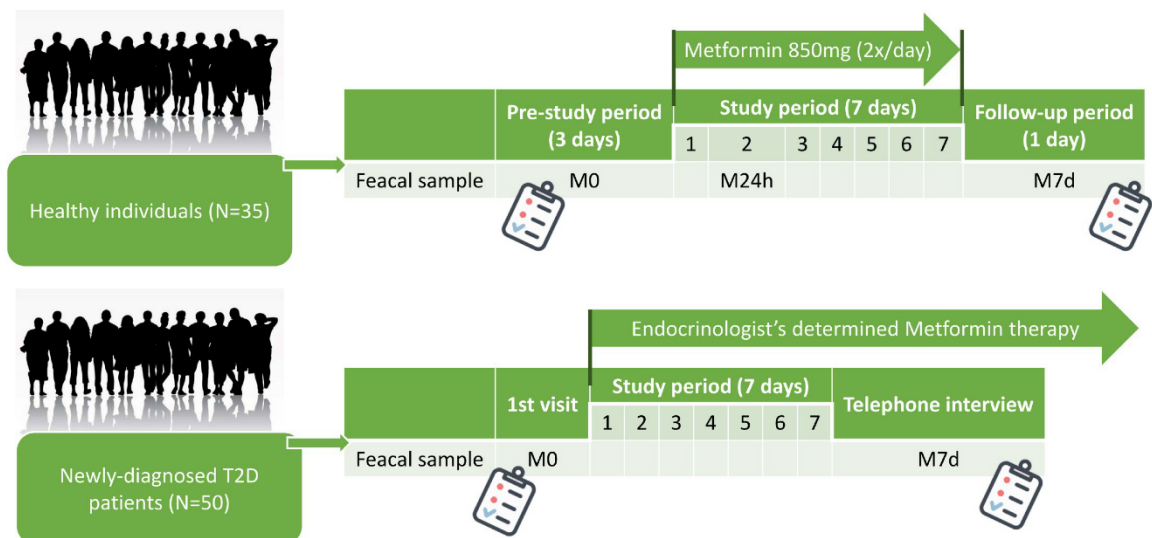 Metformin 850mg (2x/day)
Pre-study period
(3 days)
Study period (7 days)
Follow-up period
(1 day)
1 2 3 4 5 6 7
Feacal sample M0 M24h M7d
Healthy individuals (N=35)
Endocrinologist's determined Metformin therapy
1st visit
Study period (7 days)
Telephone interview
1 2 3 4 5 6 7
Feacal sample M0 M7d
Newly-diagnosed T2D
patients (N=50)